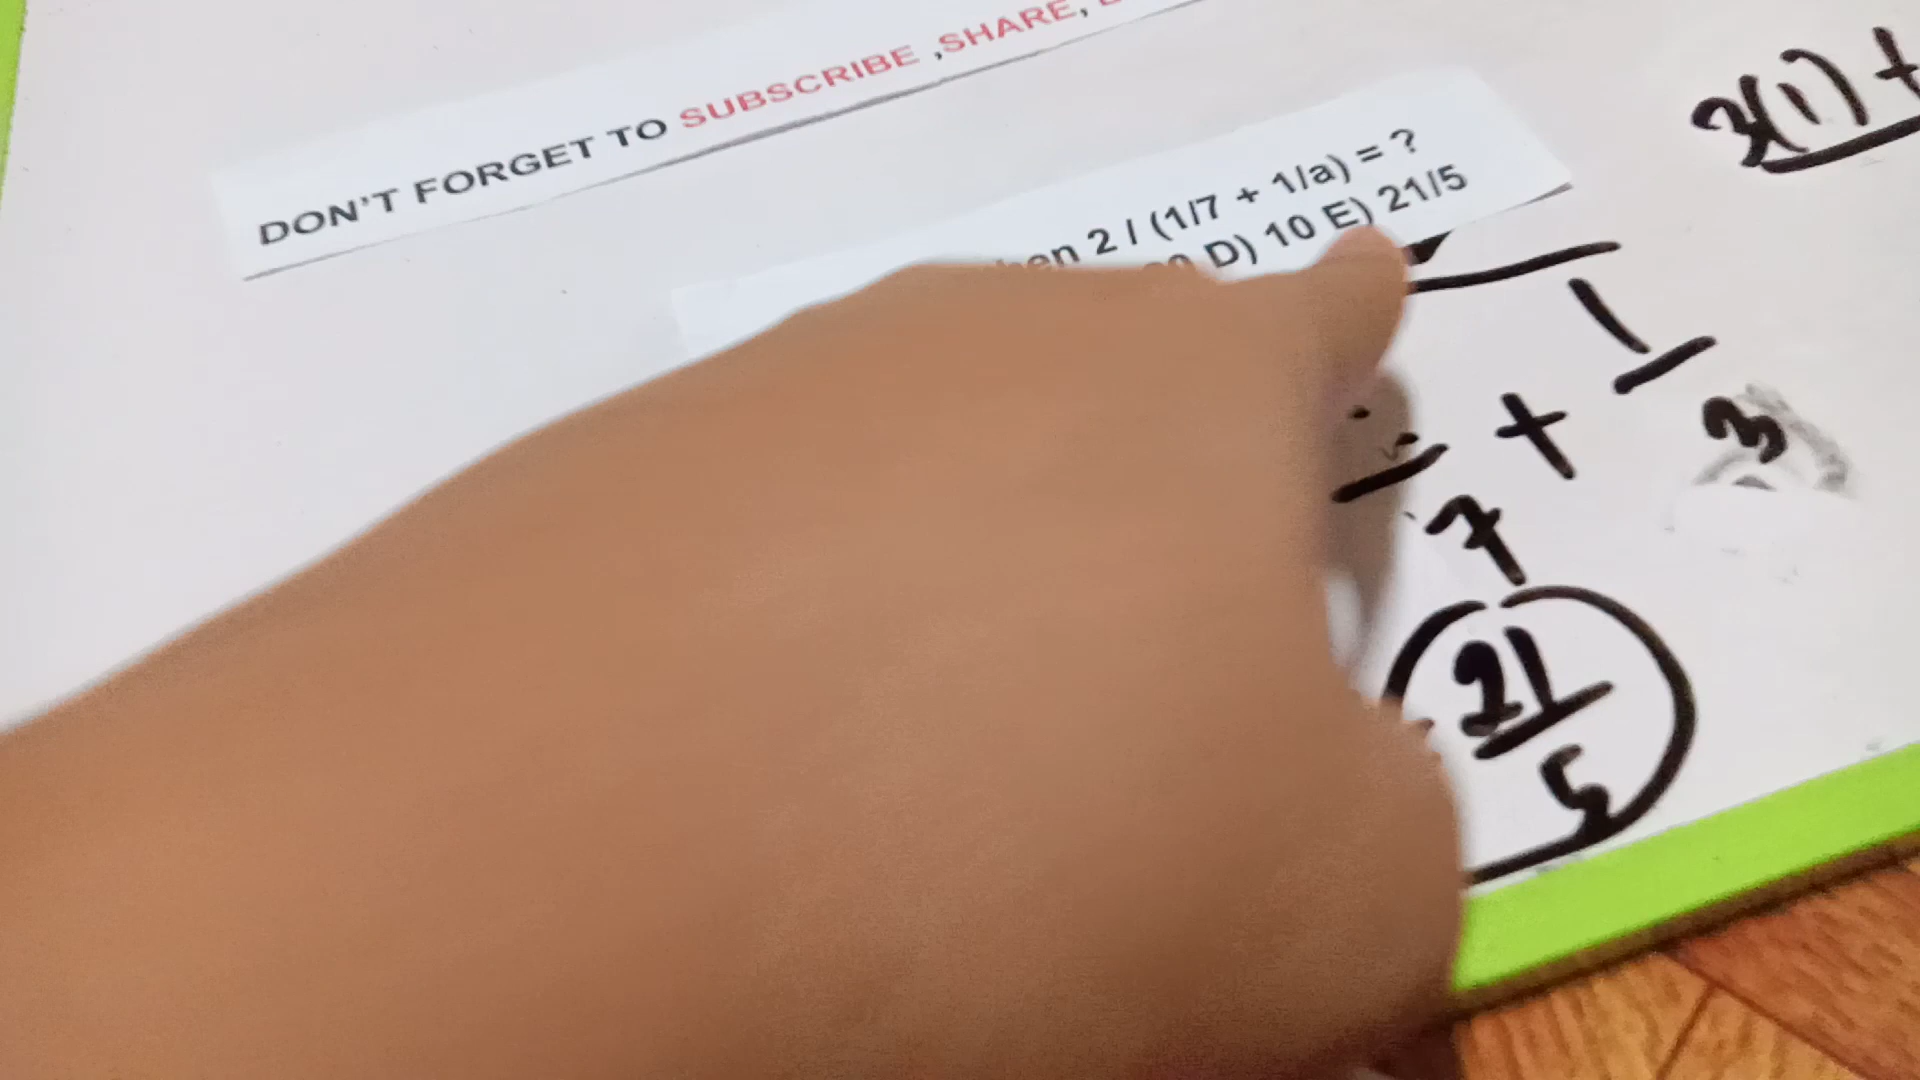 DON'T FORGET TO SUBSCRIBE ,SHARE,
2 / (1/7 + 1/a) = ?
D) 10 E) 21/5
3(1) +
1
+
7
3
21
5